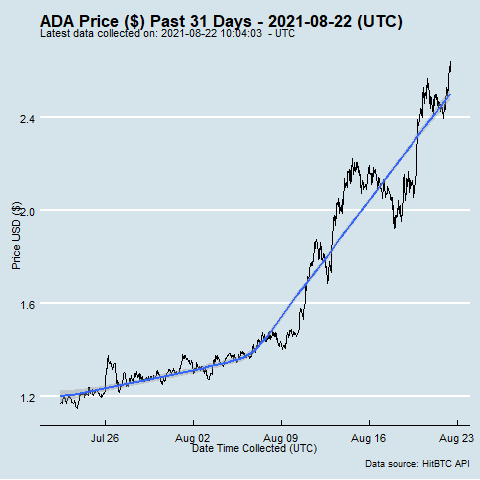 ADA Price ($) Past 31 Days - 2021-08-22 (UTC)
Latest data collected on: 2021-08-22 10:04:03 - UTC
Price USD ($)
2.4
2.0
1.6
1.2
Jul 26 Aug 02 Aug 09 Aug 16 Aug 23
Date Time Collected (UTC)
Data source: HitBTC API